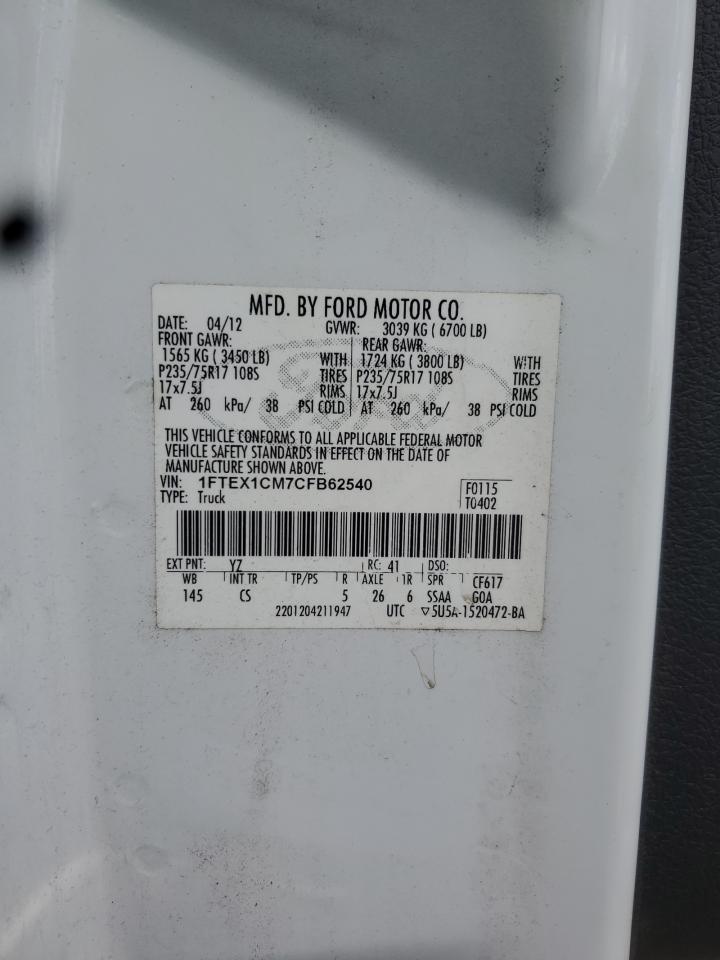 MFD. BY FORD MOTOR CO.
DATE: 04/12 GVWR: 3039 KG ( 6700 LB)
FRONT GAWR: REAR GAWR:
1565 KG ( 3450 LB) WITH 1724 KG ( 3800 LB) WITH
P235/75R17 108S TIRES P235/75R17 108S TIRES
17x7.5J RIMS 17x7.5J RIMS
AT 260 kPa/ 38 PSI COLD AT 260 kPa/ 38 PSI COLD
THIS VEHICLE CONFORMS TO ALL APPLICABLE FEDERAL MOTOR
VEHICLE SAFETY STANDARDS IN EFFECT ON THE DATE OF
MANUFACTURE SHOWN ABOVE.
VIN: 1FTEX1CM7CFB62540 F0115
TYPE: Truck T0402
EXT PNT: YZ RC: 41 DSO:
WB INT TR TP/PS R AXLE TR SPR CF617
145 CS 5 26 6 SSAA GOA
2201204211947 UTC ▽5U5A-1520472-BA